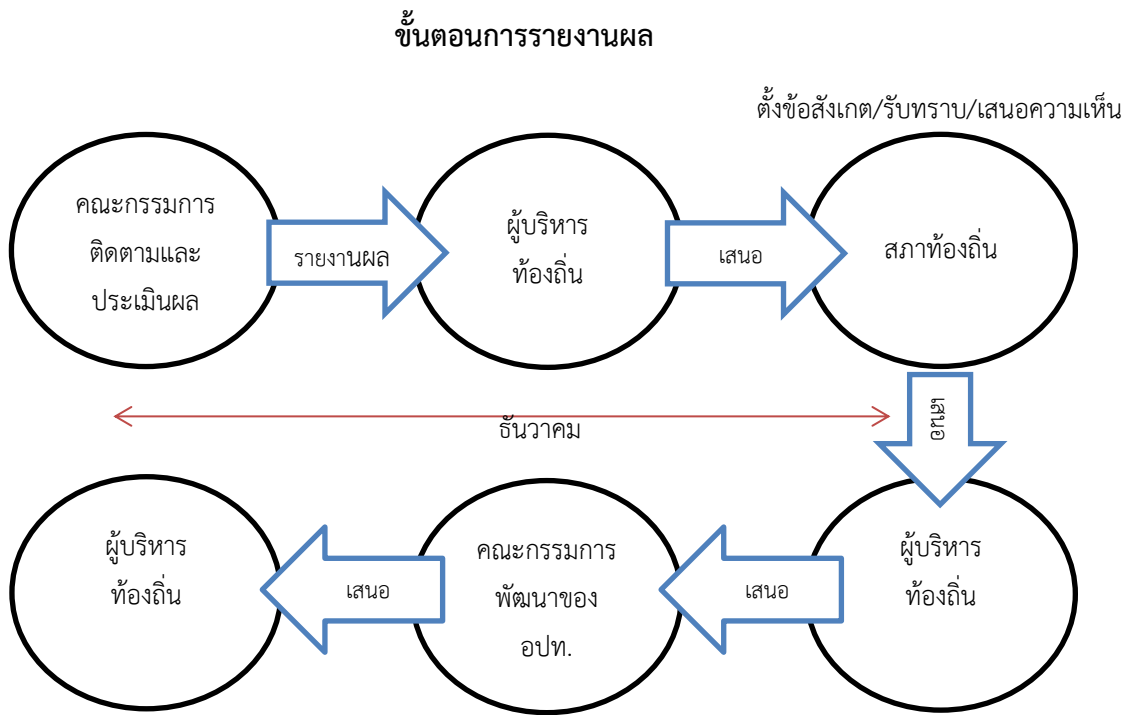 ขั้นตอนการรายงานผล
ตั้งข้อสังเกต/รับทราบ/เสนอความเห็น
คณะกรรมการ
ติดตามและ
ประเมินผล
รายงานผล
ผู้บริหาร
ท้องถิ่น
เสนอ
สภาท้องถิ่น
เสนอ
ธันวาคม
ผู้บริหาร
ท้องถิ่น
เสนอ
คณะกรรมการ
พัฒนาของ
อปท.
เสนอ
ผู้บริหาร
ท้องถิ่น